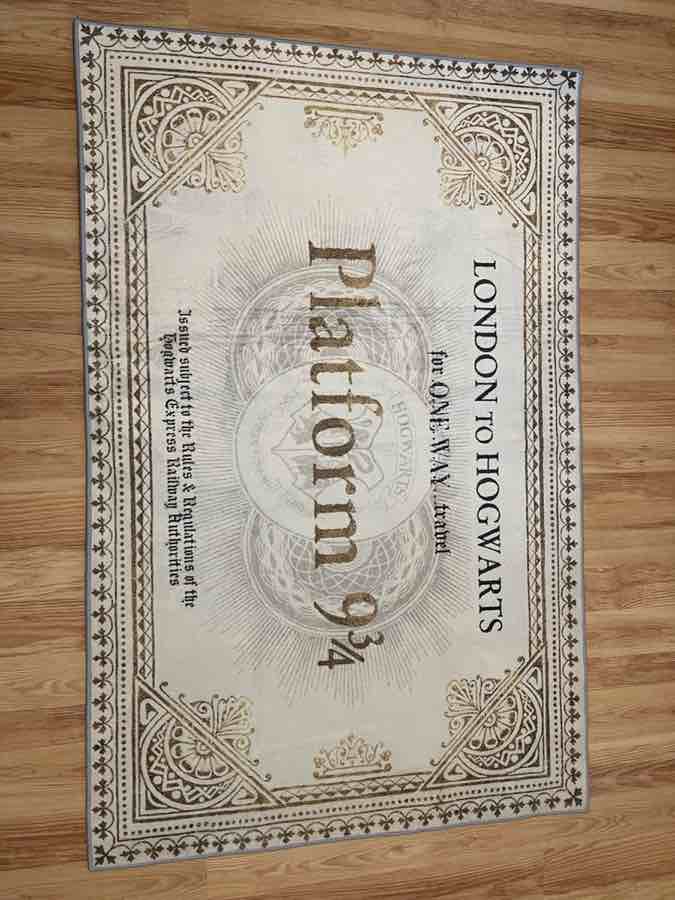 LONDON TO HOGWARTS
for ONE WAY travel
HOGWARTS
Platform 9¾
Issued subject to the Rules & Regulations of the
Hogwarts Express Railway Authorities